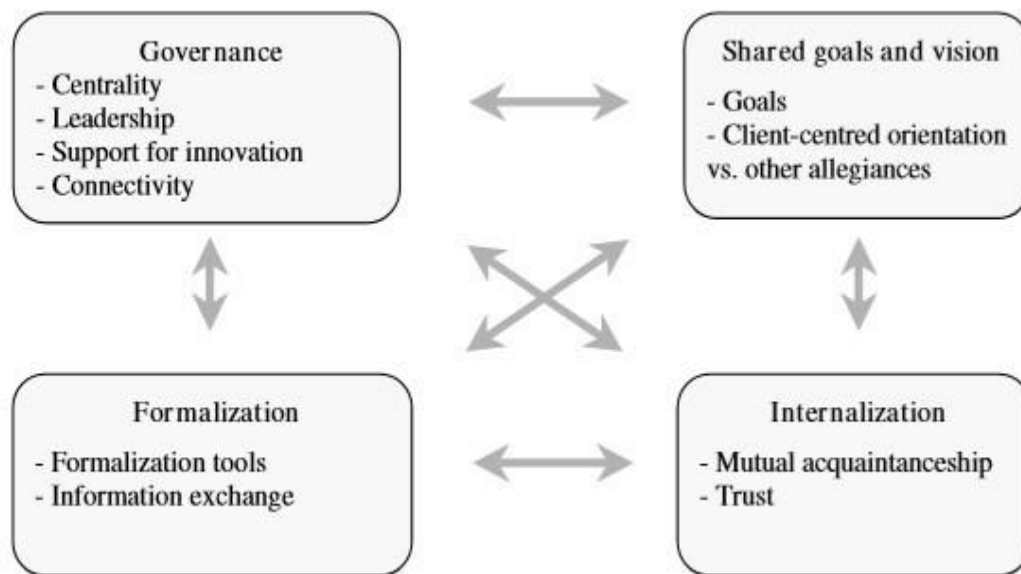 Governance
- Centrality
- Leadership
- Support for innovation
- Connectivity
Shared goals and vision
- Goals
- Client-centred orientation
vs. other allegiances
Formalization
- Formalization tools
- Information exchange
Internalization
- Mutual acquaintanceship
- Trust